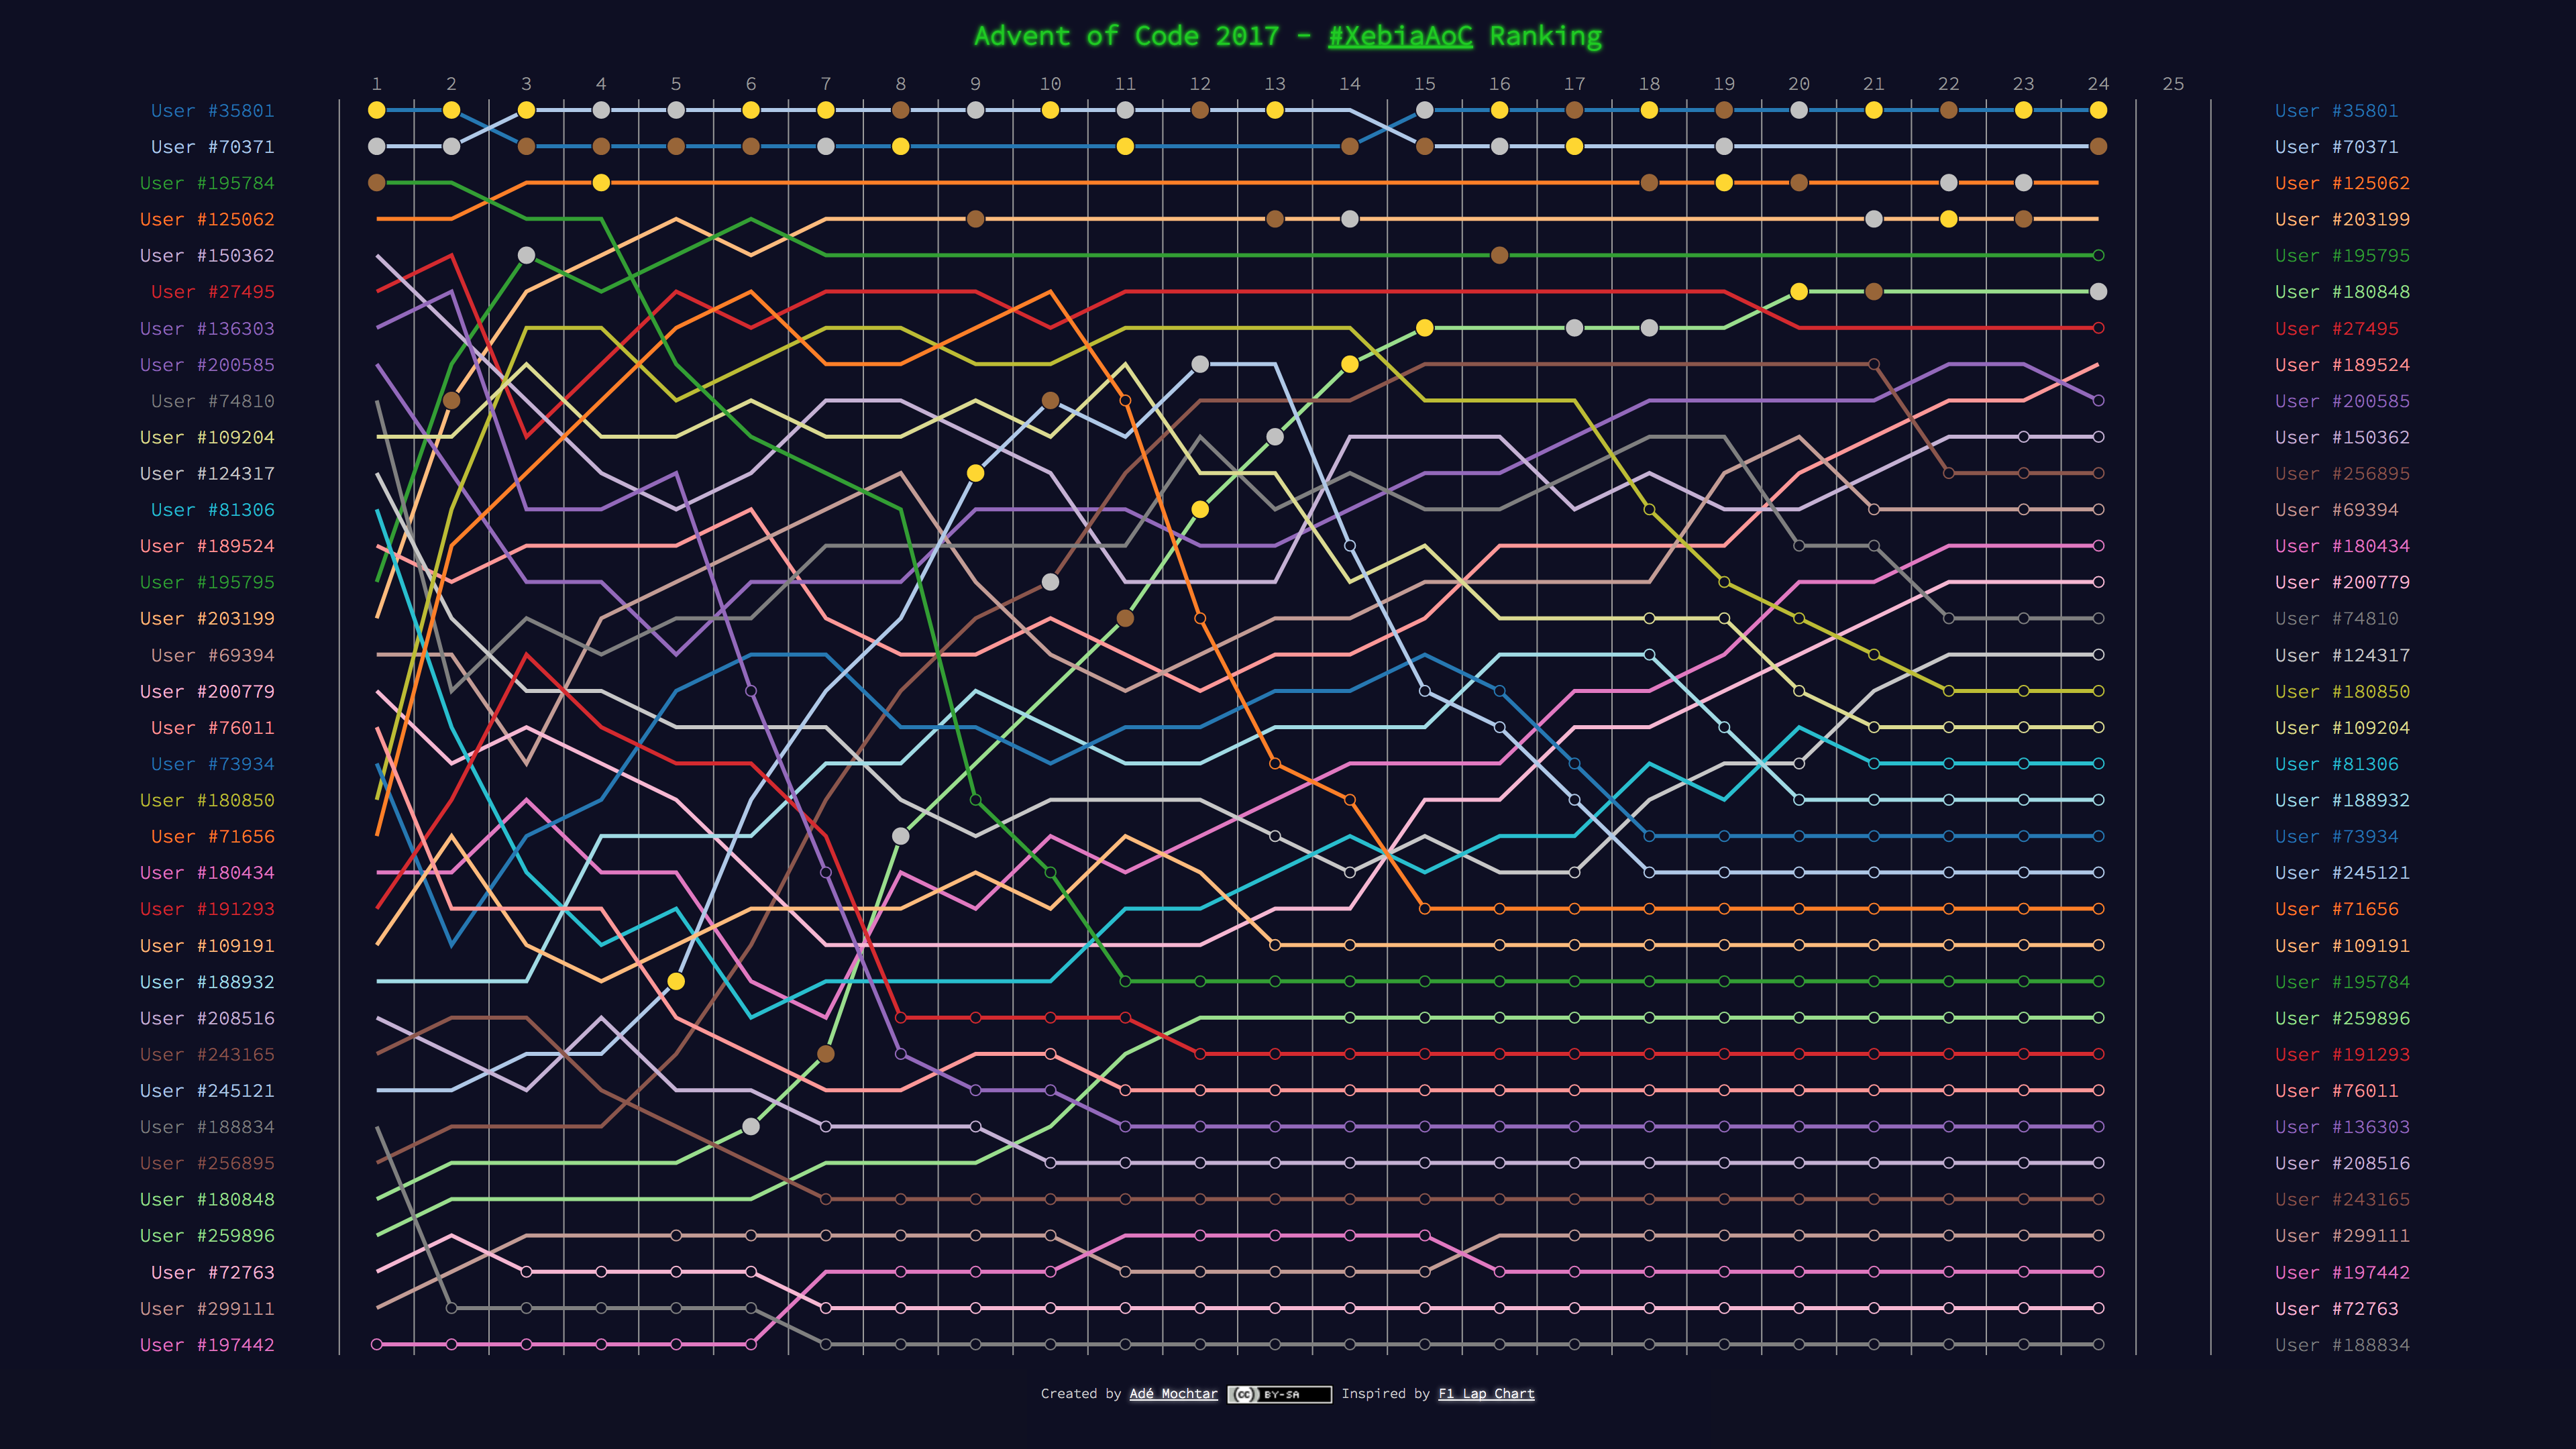 Advent of Code 2017 - #XebiaAoC Ranking
1 2 3 4 5 6 7 8 9 10 11 12 13 14 15 16 17 18 19 20 21 22 23 24 25
User #35801 User #35801
User #70371 User #70371
User #195784 User #125062
User #125062 User #203199
User #150362 User #195795
User #27495 User #180848
User #136303 User #27495
User #200585 User #189524
User #74810 User #200585
User #109204 User #150362
User #124317 User #256895
User #81306 User #69394
User #189524 User #180434
User #195795 User #200779
User #203199 User #74810
User #69394 User #124317
User #200779 User #180850
User #76011 User #109204
User #73934 User #81306
User #180850 User #188932
User #71656 User #73934
User #180434 User #245121
User #191293 User #71656
User #109191 User #109191
User #188932 User #195784
User #208516 User #259896
User #243165 User #191293
User #245121 User #76011
User #188834 User #136303
User #256895 User #208516
User #180848 User #243165
User #259896 User #299111
User #72763 User #197442
User #299111 User #72763
User #197442 User #188834
Created by Adé Mochtar (cc) BY-SA Inspired by F1 Lap Chart